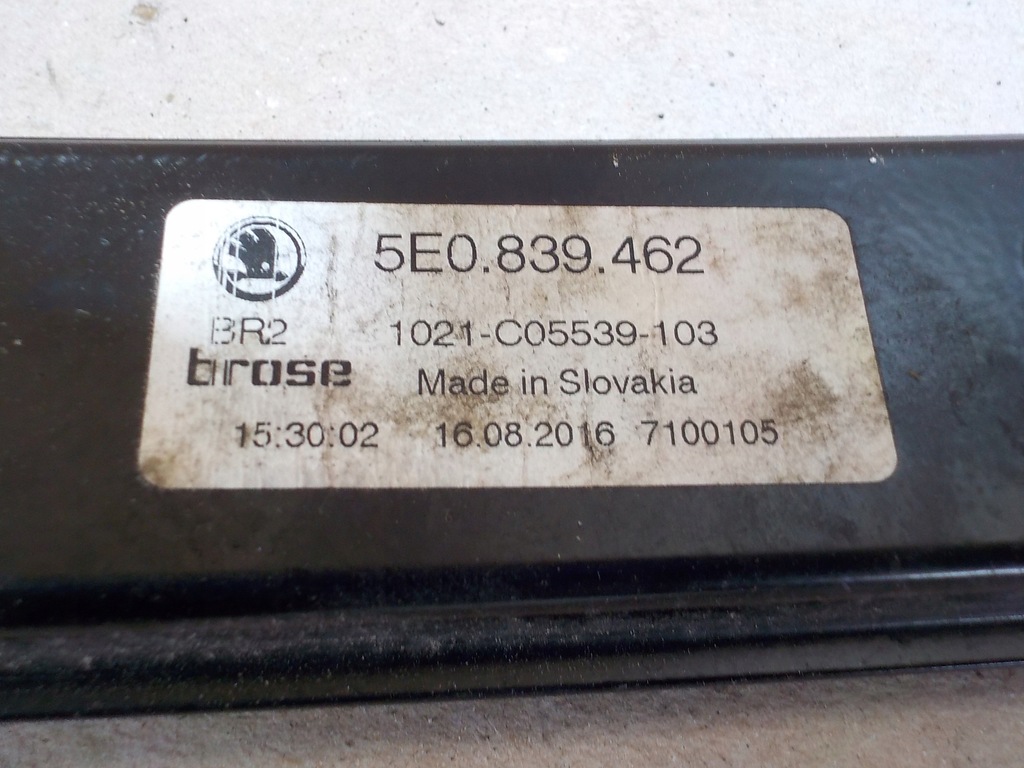 5E0.839.462
BR2 1021-C05539-103
brose Made in Slovakia
15:30:02 16.08.2016 7100105